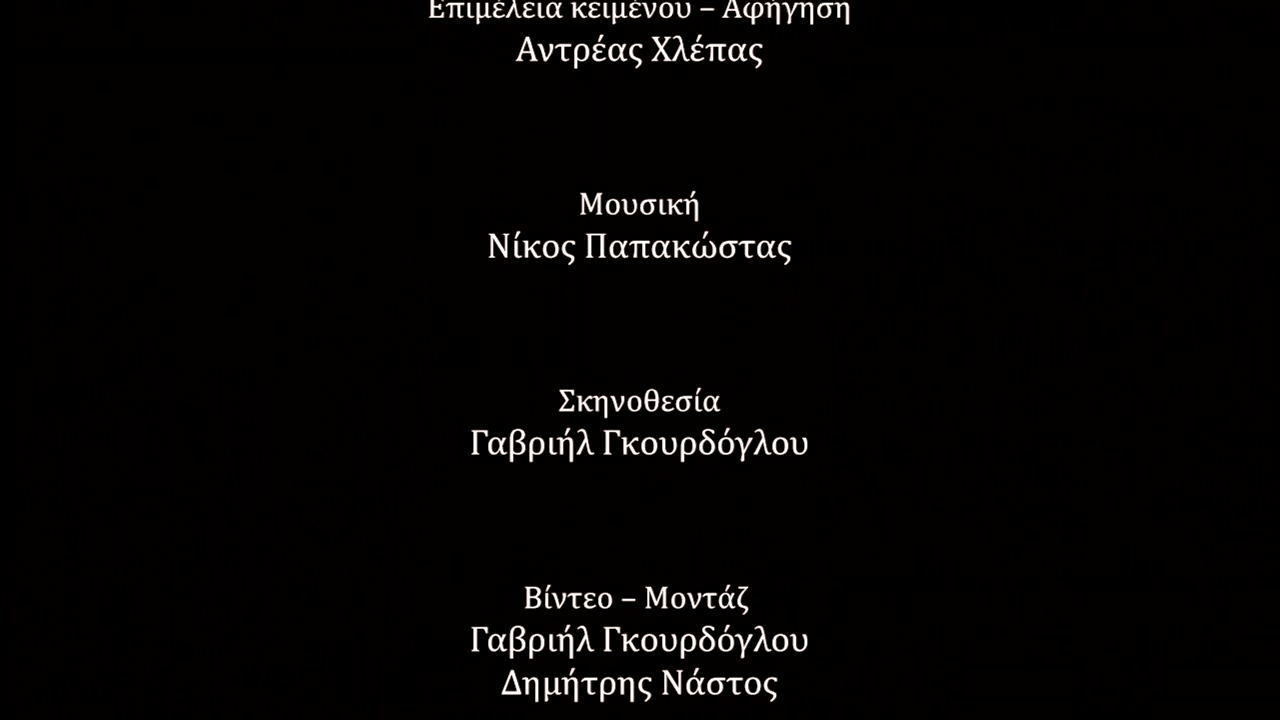 Επιμέλεια κειμένου – Αφήγηση
Αντρέας Χλέπας
Μουσική
Νίκος Παπακώστας
Σκηνοθεσία
Γαβριήλ Γκουρδόγλου
Βίντεο – Μοντάζ
Γαβριήλ Γκουρδόγλου
Δημήτρης Νάστος